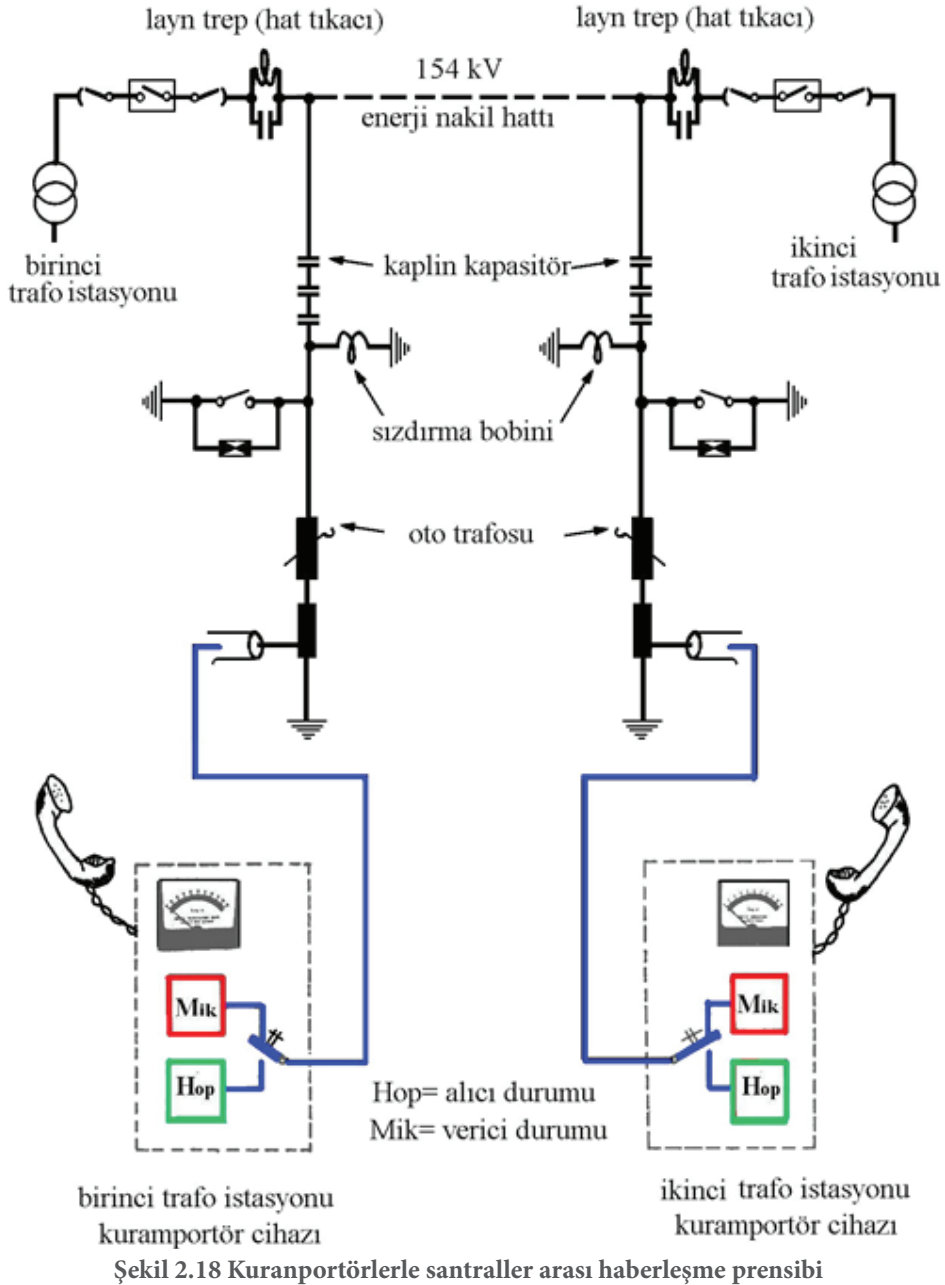 layn trep (hat tıkacı)
layn trep (hat tıkacı)
154 kV
enerji nakil hattı
birinci
trafo istasyonu
kaplin kapasitör
ikinci
trafo istasyonu
sızdırma bobini
oto trafosu
Mik
Hop
Mik
Hop
Hop= alıcı durumu
Mik= verici durumu
birinci trafo istasyonu
kuramportör cihazı
ikinci trafo istasyonu
kuramportör cihazı
Şekil 2.18 Kuranportörlerle santraller arası haberleşme prensibi